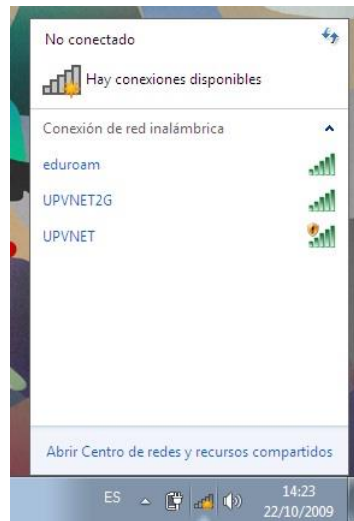 No conectado
Hay conexiones disponibles
Conexión de red inalámbrica
eduroam
UPVNET2G
UPVNET
Abrir Centro de redes y recursos compartidos
ES
14:23
22/10/2009